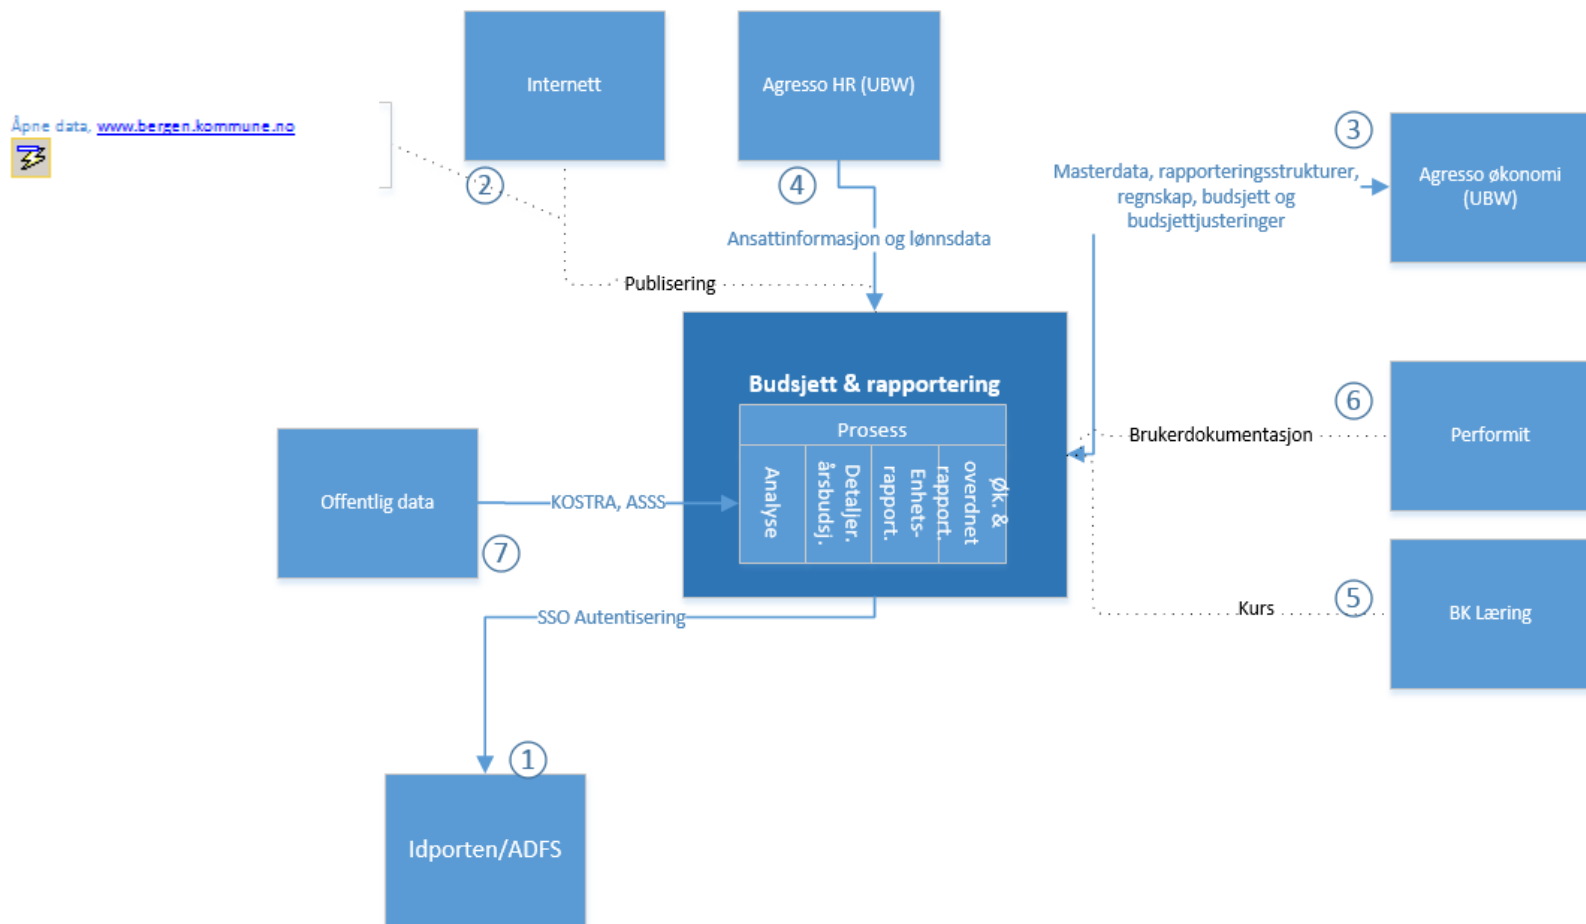 Internett
Agresso HR (UBW)
Åpne data, www.bergen.kommune.no
2
4
3
Masterdata, rapporteringsstrukturer,
regnskap, budsjett og
budsjettjusteringer
Agresso økonomi
(UBW)
Ansattinformasjon og lønnsdata
Publisering
Budsjett & rapportering
Prosess
Analyse
Detaljer.
årsbudsj.
Enhets-
rapport.
Øk. &
overdnet
rapport.
6
Brukerdokumentasjon
Performit
Offentlig data
KOSTRA, ASSS
7
5
Kurs
BK Læring
SSO Autentisering
1
Idporten/ADFS